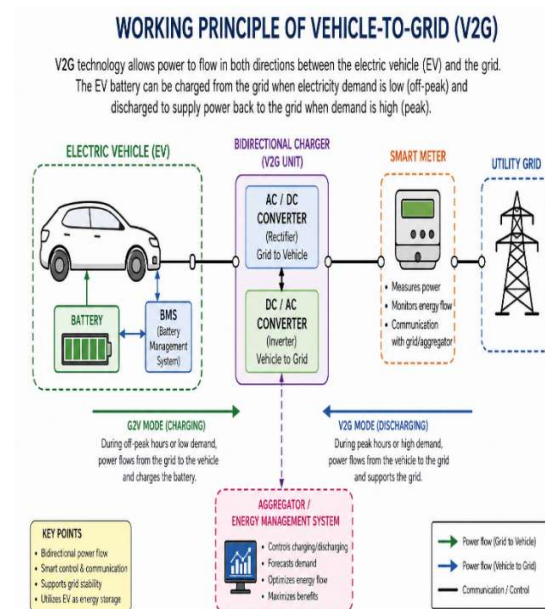 WORKING PRINCIPLE OF VEHICLE-TO-GRID (V2G)
V2G technology allows power to flow in both directions between the electric vehicle (EV) and the grid.
The EV battery can be charged from the grid when electricity demand is low (off-peak) and
discharged to supply power back to the grid when demand is high (peak).
ELECTRIC VEHICLE (EV)
BATTERY
BMS
(Battery
Management
System)
BIDIRECTIONAL CHARGER
(V2G UNIT)
AC / DC
CONVERTER
(Rectifier)
Grid to Vehicle
DC / AC
CONVERTER
(Inverter)
Vehicle to Grid
SMART METER
• Measures power
• Monitors energy flow
• Communication
with grid/aggregator
UTILITY GRID
G2V MODE (CHARGING)
During off-peak hours or low demand,
power flows from the grid to the vehicle
and charges the battery.
V2G MODE (DISCHARGING)
During peak hours or high demand,
power flows from the vehicle to the grid
and supports the grid.
AGGREGATOR /
ENERGY MANAGEMENT SYSTEM
• Controls charging/discharging
• Forecasts demand
• Optimizes energy flow
• Maximizes benefits
KEY POINTS
• Bidirectional power flow
• Smart control & communication
• Supports grid stability
• Utilizes EV as energy storage
Power flow (Grid to Vehicle)
Power flow (Vehicle to Grid)
Communication / Control